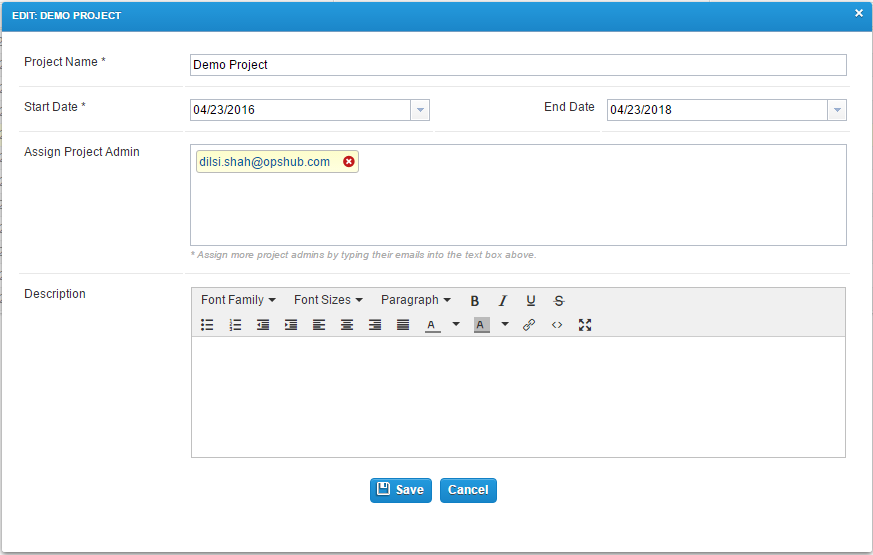 EDIT: DEMO PROJECT
Project Name *
Demo Project
Start Date *
04/23/2016
End Date
04/23/2018
Assign Project Admin
dilsi.shah@opshub.com
* Assign more project admins by typing their emails into the text box above.
Description
Font Family Font Sizes Paragraph B I U S
A A
Save Cancel